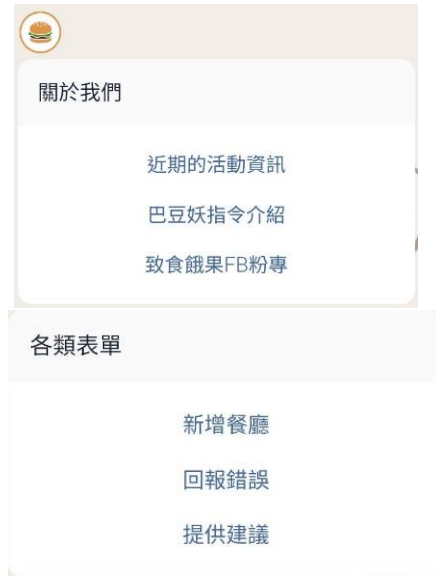 關於我們
近期的活動資訊
巴豆妖指令介紹
致食餓果FB粉專
各類表單
新增餐廳
回報錯誤
提供建議